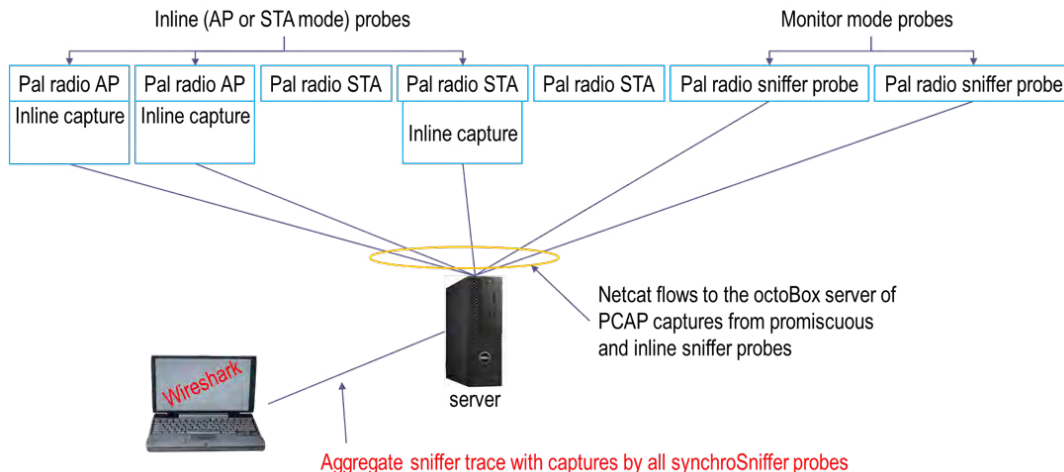 Inline (AP or STA mode) probes
Monitor mode probes
Pal radio AP
Pal radio AP
Pal radio STA
Pal radio STA
Pal radio STA
Pal radio sniffer probe
Pal radio sniffer probe
Inline capture
Inline capture
Inline capture
Netcat flows to the octoBox server of
PCAP captures from promiscuous
and inline sniffer probes
Wireshark
server
Aggregate sniffer trace with captures by all synchroSniffer probes